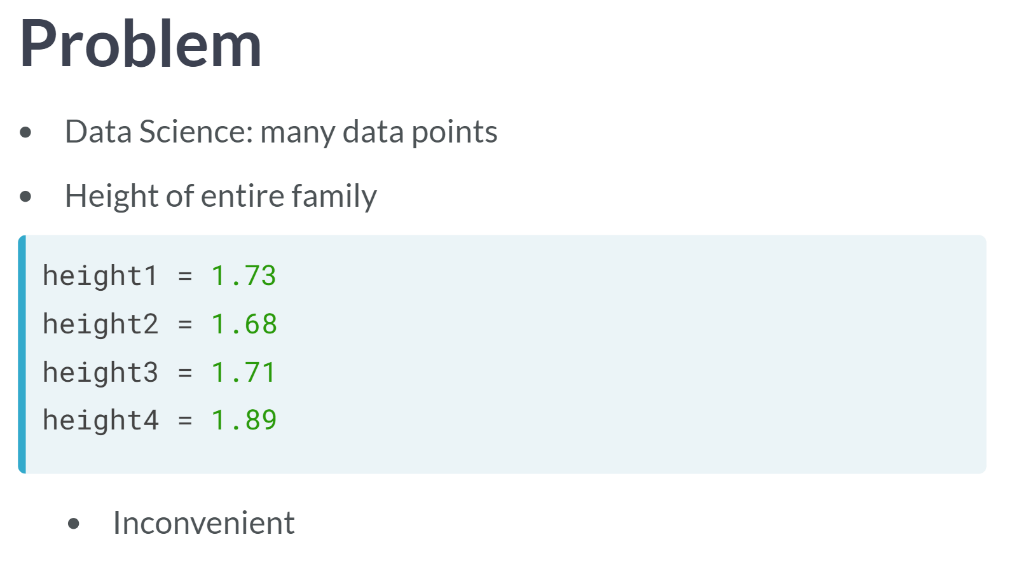 Problem
• Data Science: many data points
• Height of entire family
height1 = 1.73
height2 = 1.68
height3 = 1.71
height4 = 1.89
• Inconvenient